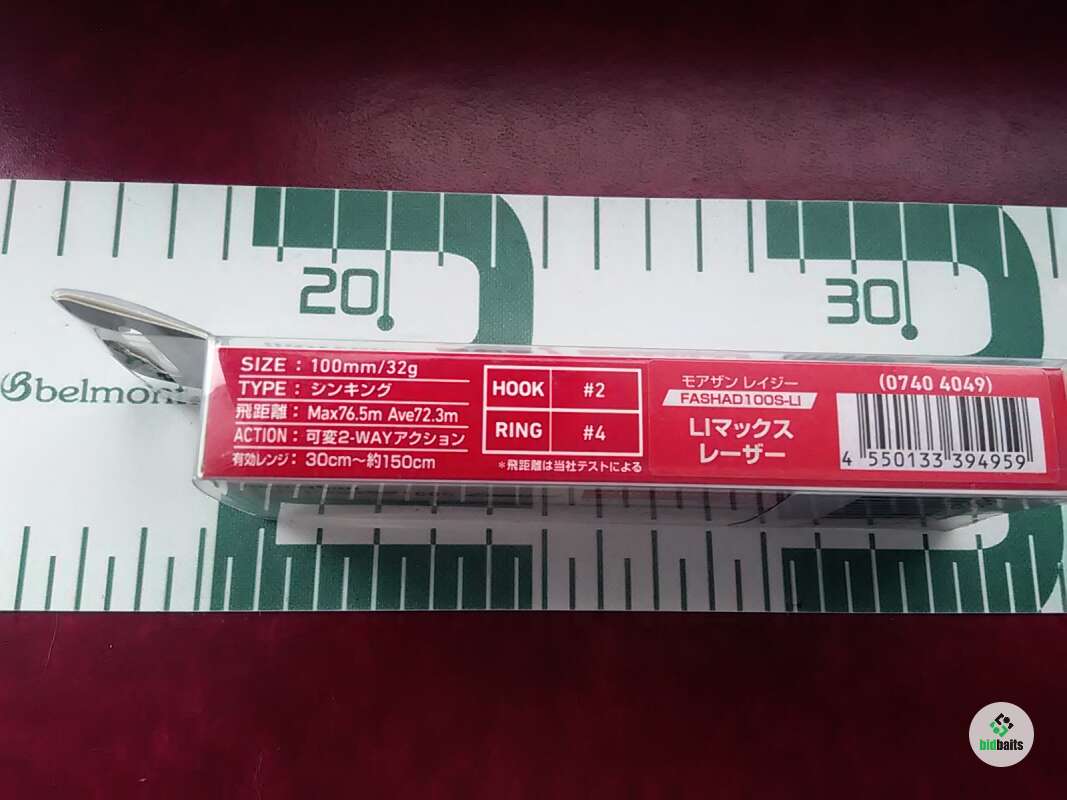 20
30
belmont
SIZE : 100mm/32g
TYPE : シンキング
飛距離 : Max76.5m Ave72.3m
ACTION : 可変2-WAYアクション
有効レンジ : 30cm~約150cm
HOOK #2
RING #4
*飛距離は当社テストによる
モアザン レイジー
FASHAD100S-LI
LIマックス
レーザー
(0740 4049)
4 550133 394959
bidbaits